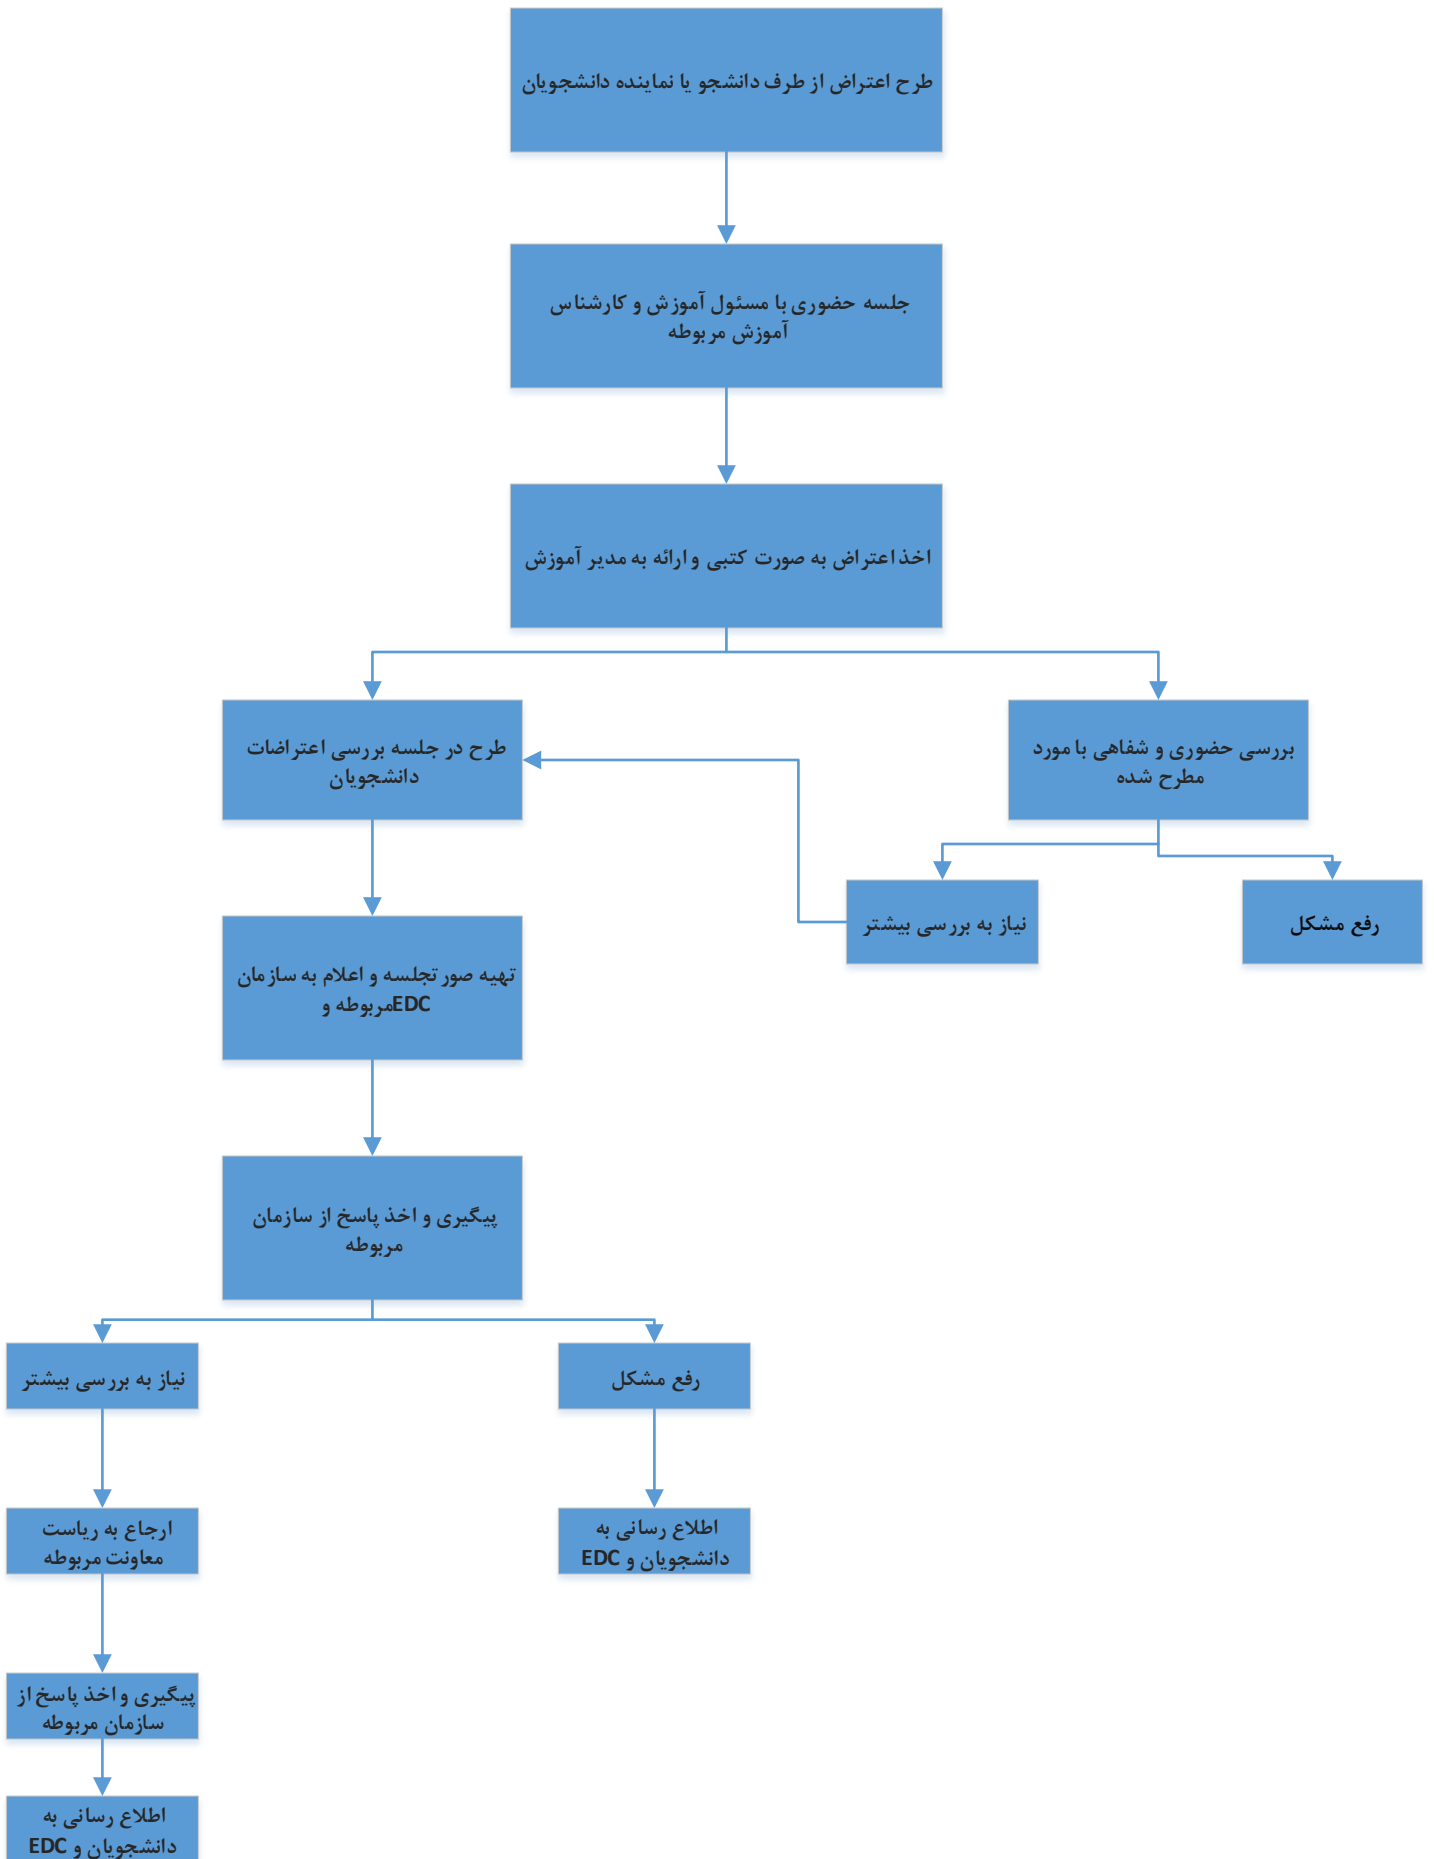 طرح اعتراض از طرف دانشجو یا نماینده دانشجویان
جلسه حضوری با مسئول آموزش و کارشناس
آموزش مربوطه
اخذ اعتراض به صورت کتبی و ارائه به مدیر آموزش
بررسی حضوری و شفاهی با مورد
مطرح شده
طرح در جلسه بررسی اعتراضات
دانشجویان
رفع مشکل
نیاز به بررسی بیشتر
تهیه صورتجلسه و اعلام به سازمان
EDCمربوطه و
پیگیری و اخذ پاسخ از سازمان
مربوطه
رفع مشکل
نیاز به بررسی بیشتر
اطلاع رسانی به
دانشجویان و EDC
ارجاع به ریاست
معاونت مربوطه
پیگیری و اخذ پاسخ از
سازمان مربوطه
اطلاع رسانی به
دانشجویان و EDC